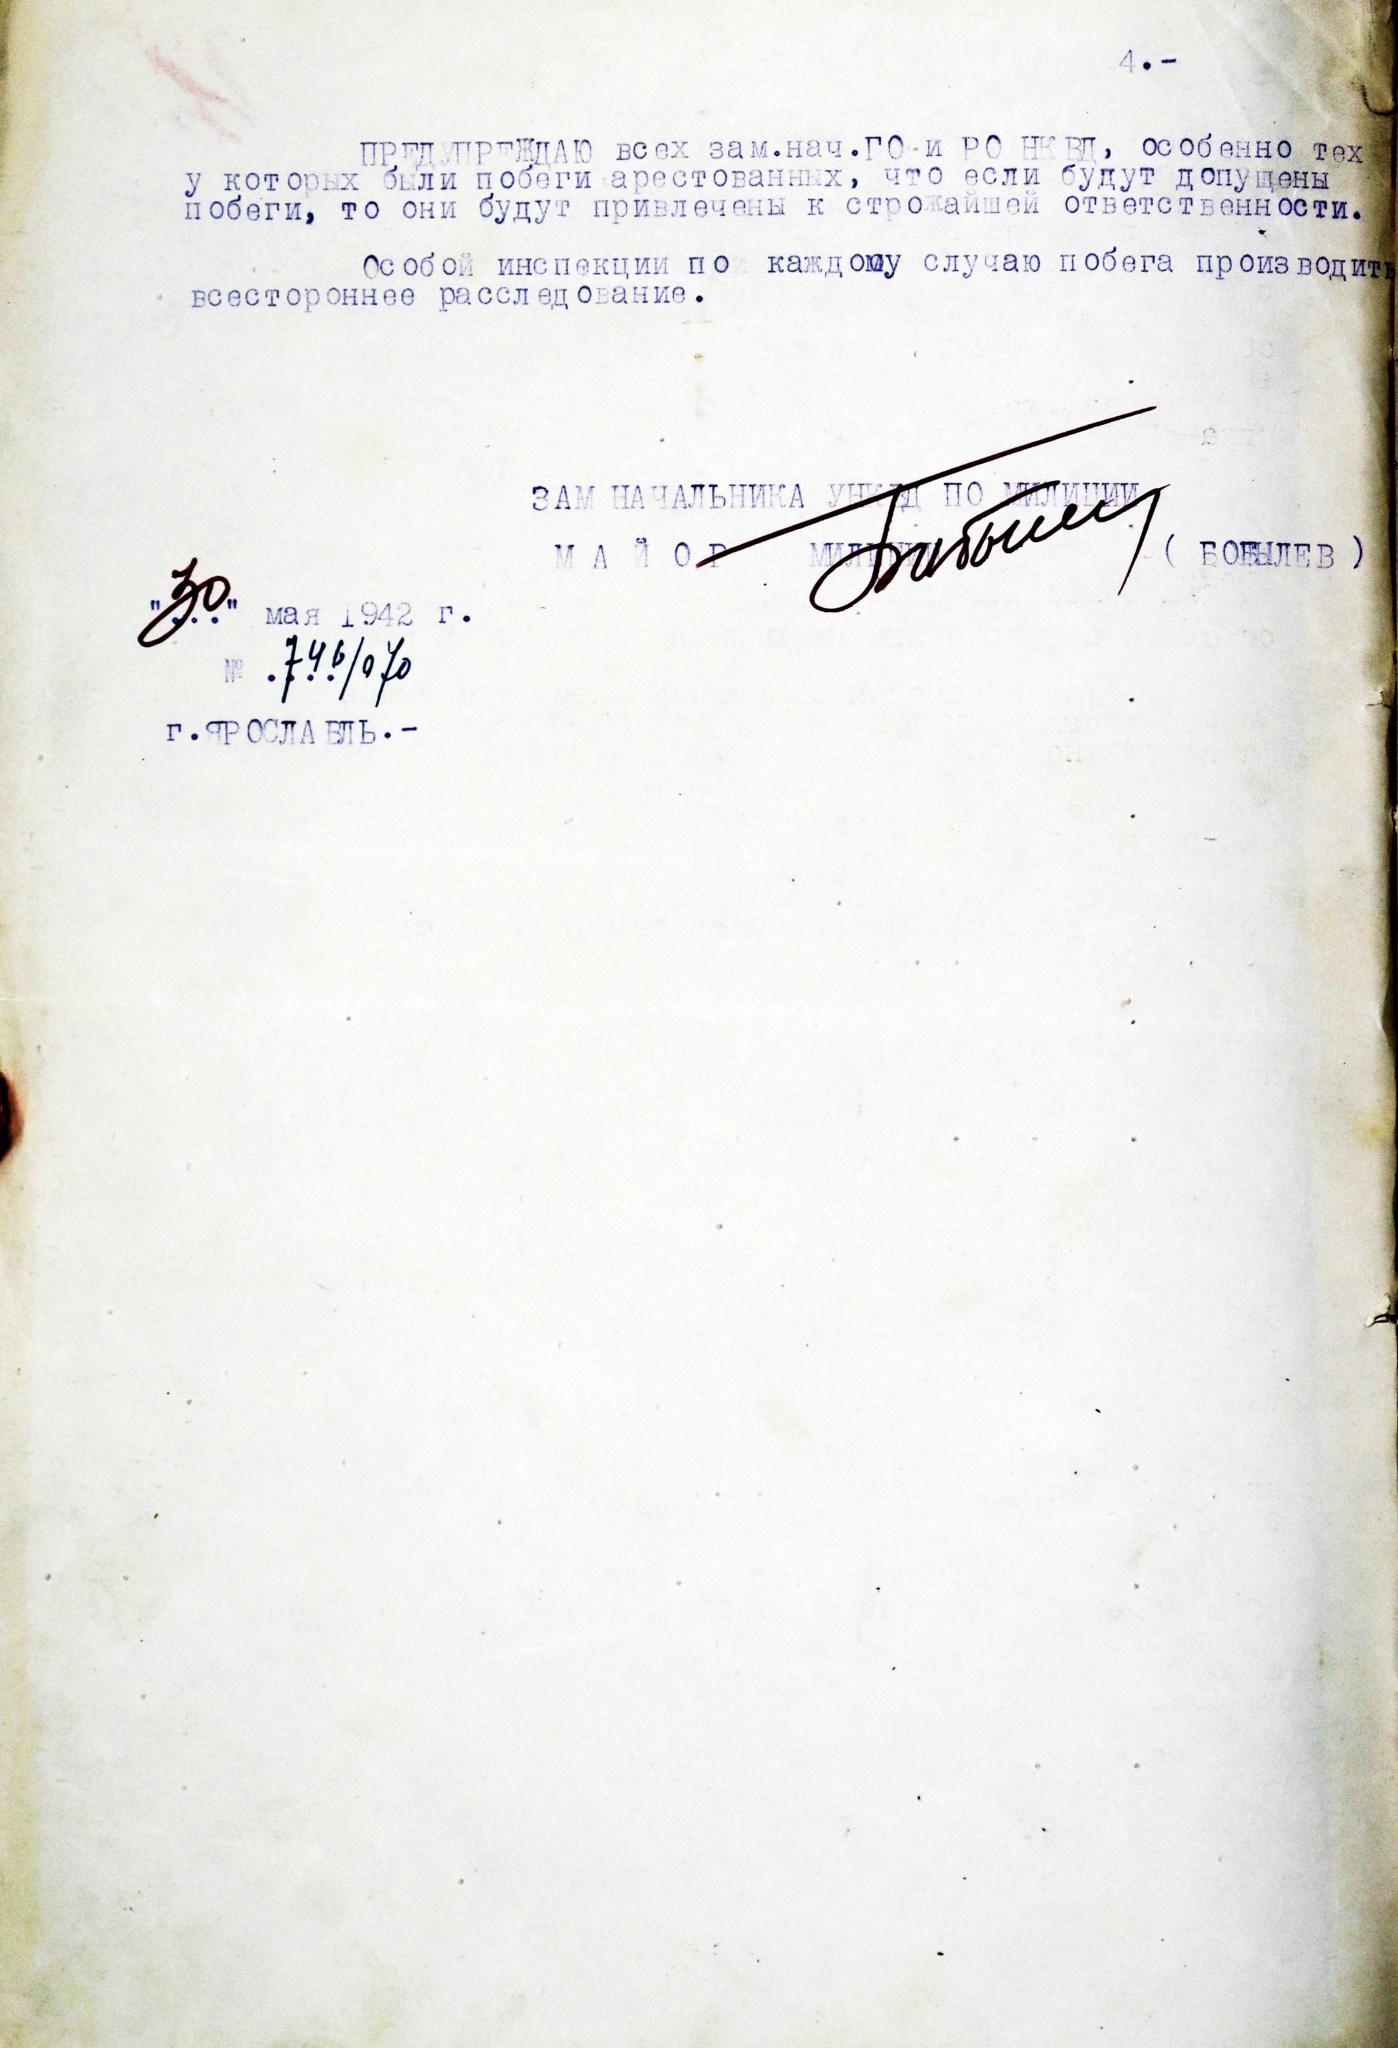 4.-
ПРЕДУПРЕЖДАЮ всех зам.нач.ГО и РО НКВД, особенно тех
у которых были побеги арестованных, что если будут допущены
побеги, то они будут привлечены к строжайшей ответственности.
Особой инспекции по каждому случаю побега производить
всестороннее расследование.
ЗАМ НАЧАЛЬНИКА УНКВД ПО МИЛИЦИИ
МАЙОР МИЛИЦИИ (БОБЫЛЕВ)
"30" мая 1942 г.
№ 746/070
г.ЯРОСЛАВЛЬ.-